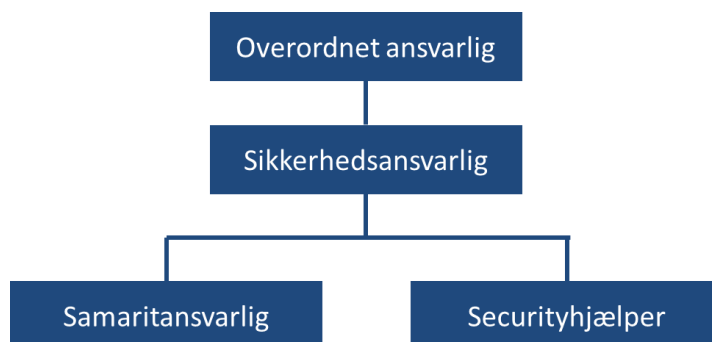 Overordnet ansvarlig
Sikkerhedsansvarlig
Samaritansvarlig
Securityhjælper